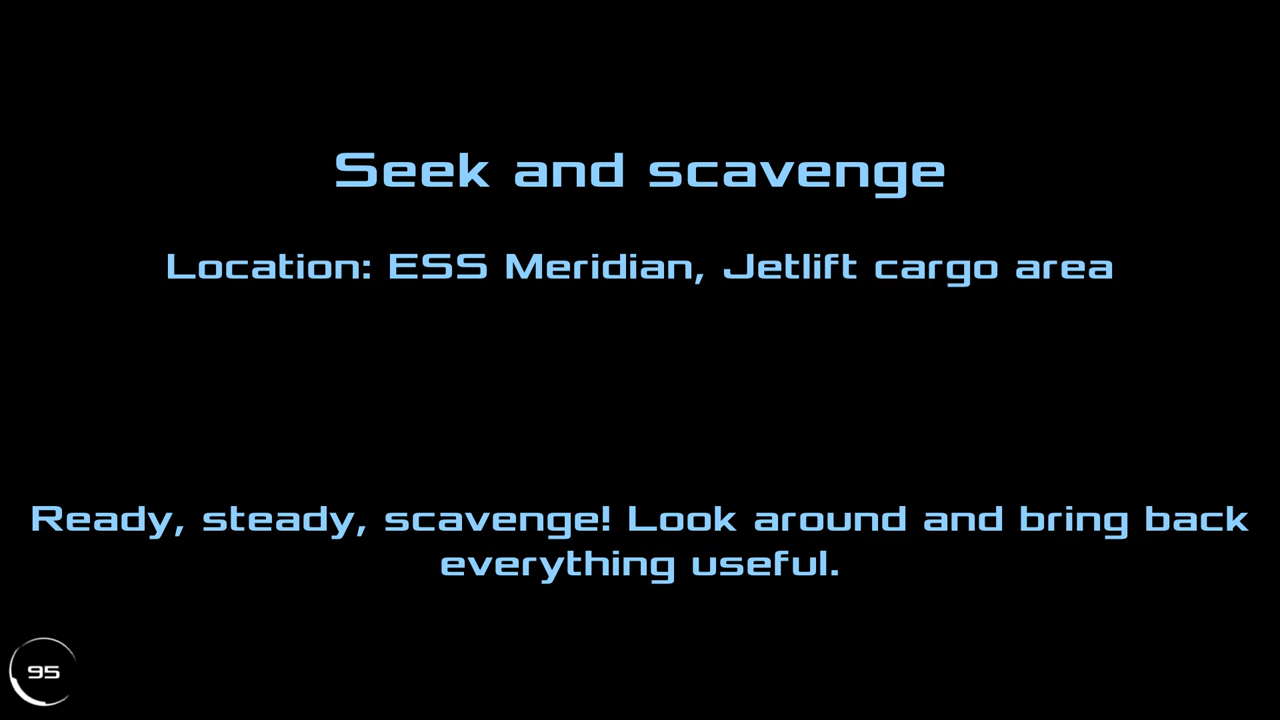 Seek and scavenge
Location: ESS Meridian, Jetlift cargo area
Ready, steady, scavenge! Look around and bring back
everything useful.
95